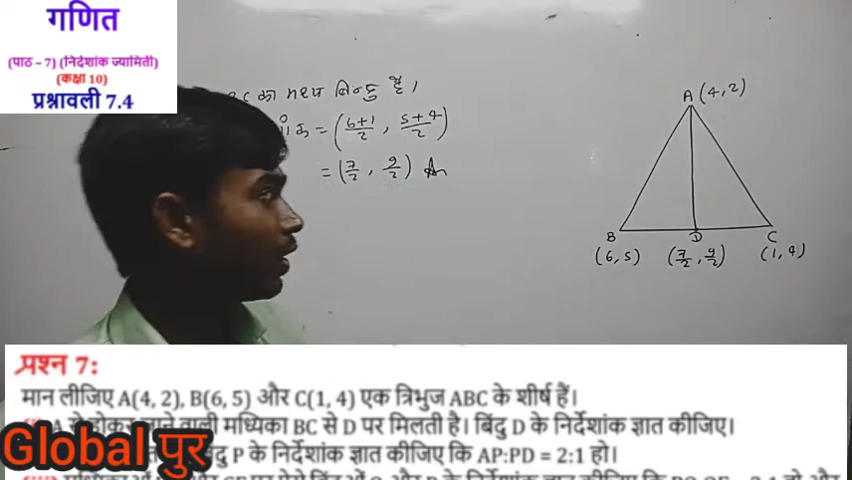 गणित
(पाठ - 7) (निर्देशांक ज्यामिती)
(कक्षा 10)
प्रश्नावली 7.4
BC का मध्य बिन्दु है।
= (6+1/2, 5+4/2)
= (7/2, 9/2) Ans
A(4,2)
B D C
(6,5) (7/2, 9/2) (1,4)
प्रश्न 7:
मान लीजिए A(4, 2), B(6, 5) और C(1, 4) एक त्रिभुज ABC के शीर्ष हैं।
मध्यिका BC से D पर मिलती है। बिंदु D के निर्देशांक ज्ञात कीजिए।
P के निर्देशांक ज्ञात कीजिए कि AP:PD = 2:1 हो।
Global पुर